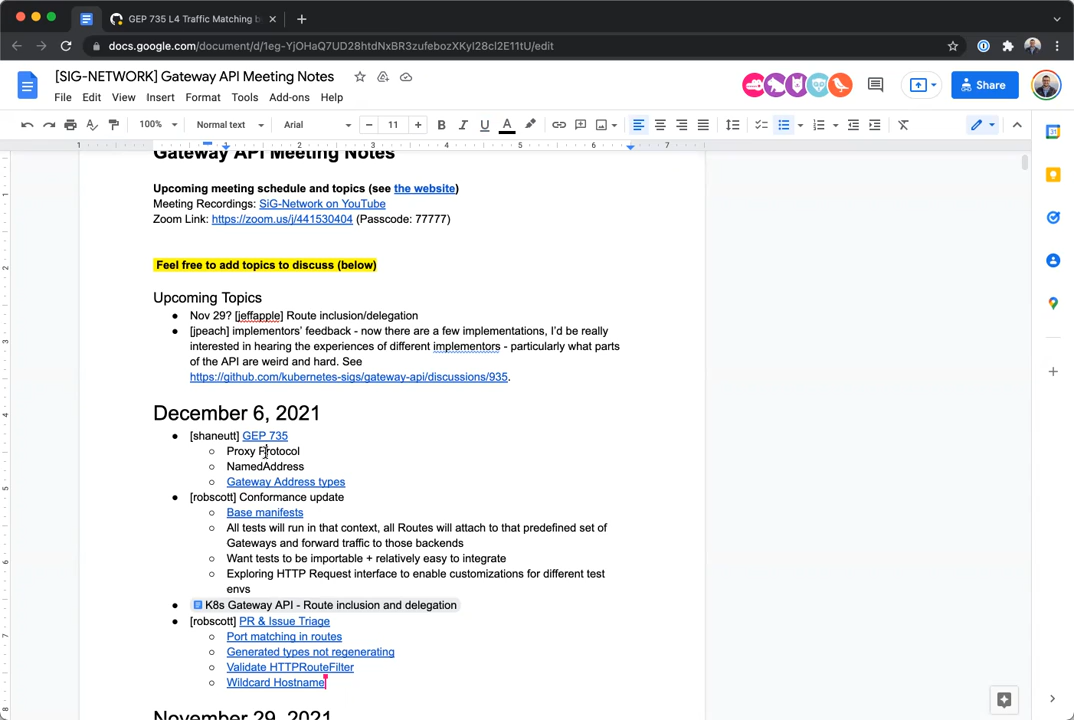 GEP 735 L4 Traffic Matching b
docs.google.com/document/d/1eg-YjOHaQ7UD28htdNxBR3zufebozXKyI28cl2E11tU/edit
[SIG-NETWORK] Gateway API Meeting Notes
File Edit View Insert Format Tools Add-ons Help
Share
100% Normal text Arial 11
1 1 2 3 4 5 6 7
Gateway API Meeting Notes
Upcoming meeting schedule and topics (see the website)
Meeting Recordings: SiG-Network on YouTube
Zoom Link: https://zoom.us/j/441530404 (Passcode: 77777)
Feel free to add topics to discuss (below)
Upcoming Topics
Nov 29? [jeffapple] Route inclusion/delegation
[jpeach] implementors' feedback - now there are a few implementations, I'd be really
interested in hearing the experiences of different implementors - particularly what parts
of the API are weird and hard. See
https://github.com/kubernetes-sigs/gateway-api/discussions/935.
December 6, 2021
[shaneutt] GEP 735
Proxy Protocol
NamedAddress
Gateway Address types
[robscott] Conformance update
Base manifests
All tests will run in that context, all Routes will attach to that predefined set of
Gateways and forward traffic to those backends
Want tests to be importable + relatively easy to integrate
Exploring HTTP Request interface to enable customizations for different test
envs
K8s Gateway API - Route inclusion and delegation
[robscott] PR & Issue Triage
Port matching in routes
Generated types not regenerating
Validate HTTPRouteFilter
Wildcard Hostname
November 29, 2021